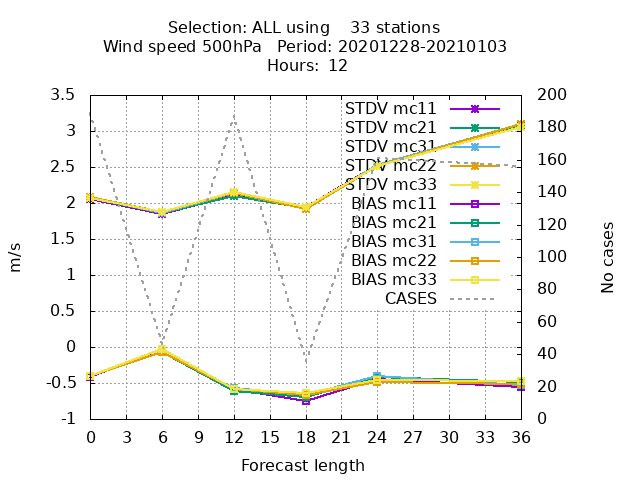 Selection: ALL using 33 stations
Wind speed 500hPa Period: 20201228-20210103
Hours: 12
3.5
3
2.5
2
1.5
1
0.5
0
-0.5
-1
200
180
160
140
120
100
80
60
40
20
0
STDV mc11
STDV mc21
STDV mc31
STDV mc22
STDV mc33
BIAS mc11
BIAS mc21
BIAS mc31
BIAS mc22
BIAS mc33
CASES
m/s
No cases
0 3 6 9 12 15 18 21 24 27 30 33 36
Forecast length